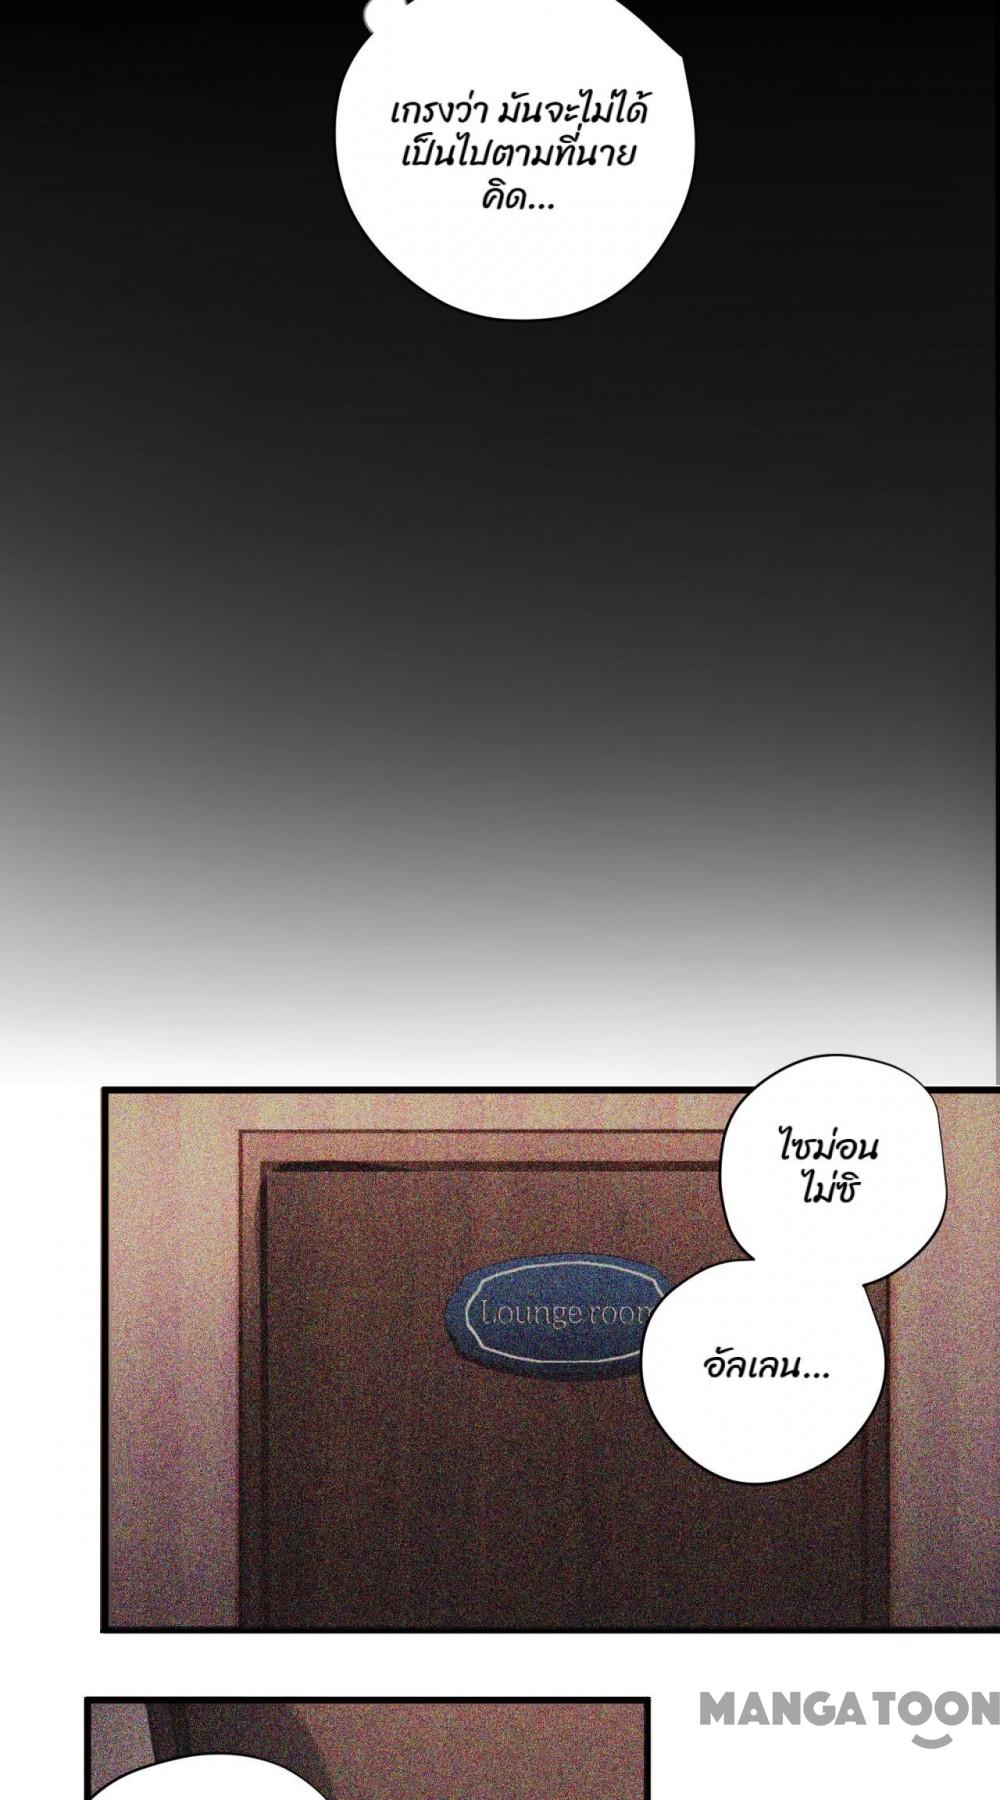 เกรงว่า มันจะไม่ได้
เป็นไปตามที่นาย
คิด...
ไซม่อน
ไม่ซิ
Lounge room
อัลเลน...
MANGATOON